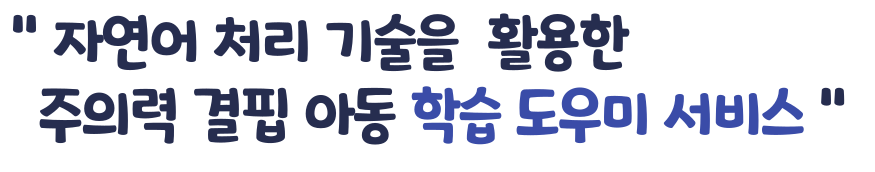 " 자연어 처리 기술을 활용한
주의력 결핍 아동 학습 도우미 서비스 "